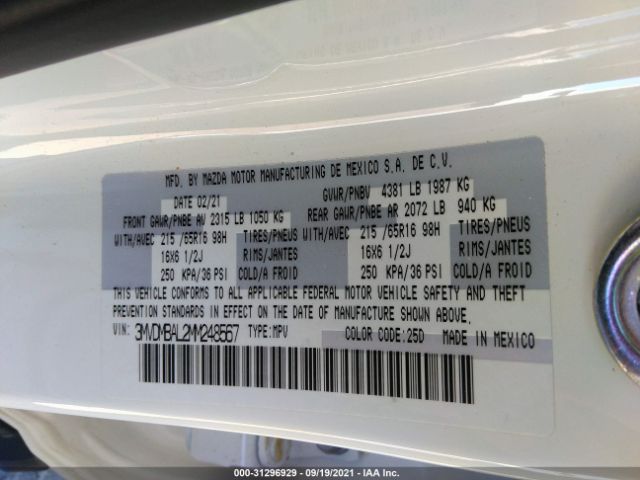 MFD. BY MAZDA MOTOR MANUFACTURING DE MEXICO S.A. DE C.V.
DATE 02/21 GVWR/PNBV 4381 LB 1987 KG
FRONT GAWR/PNBE AV 2315 LB 1050 KG REAR GAWR/PNBE AR 2072 LB 940 KG
WITH/AVEC 215 /65R16 98H TIRES/PNEUS WITH/AVEC 215 /65R16 98H TIRES/PNEUS
16X6 1/2J RIMS/JANTES 16X6 1/2J RIMS/JANTES
250 KPA/36 PSI COLD/A FROID 250 KPA/36 PSI COLD/A FROID
THIS VEHICLE CONFORMS TO ALL APPLICABLE FEDERAL MOTOR VEHICLE SAFETY AND THEFT
PREVENTION STANDARDS IN EFFECT ON THE DATE OF MANUFACTURE SHOWN ABOVE.
VIN: 3MVDMBAL2MM248567 TYPE:MPV COLOR CODE:25D MADE IN MEXICO
000-31296929 - 09/19/2021 - IAA Inc.